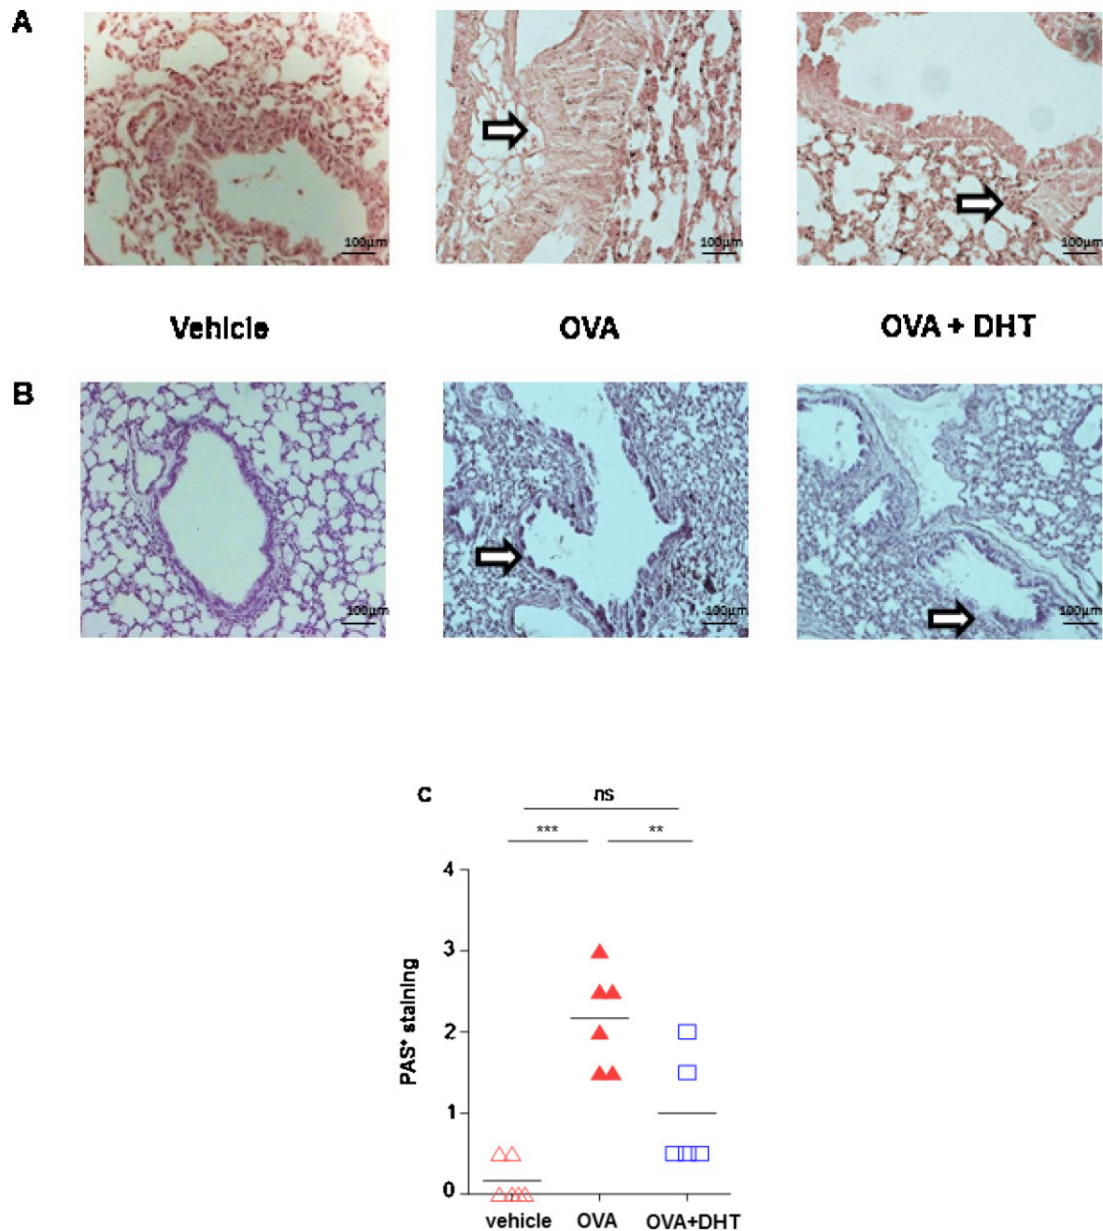 A
100µm
100µm
100µm
Vehicle
OVA
OVA + DHT
B
100µm
100µm
100µm
C
ns
***
**
4
3
2
1
0
PAS⁺ staining
vehicle
OVA
OVA+DHT